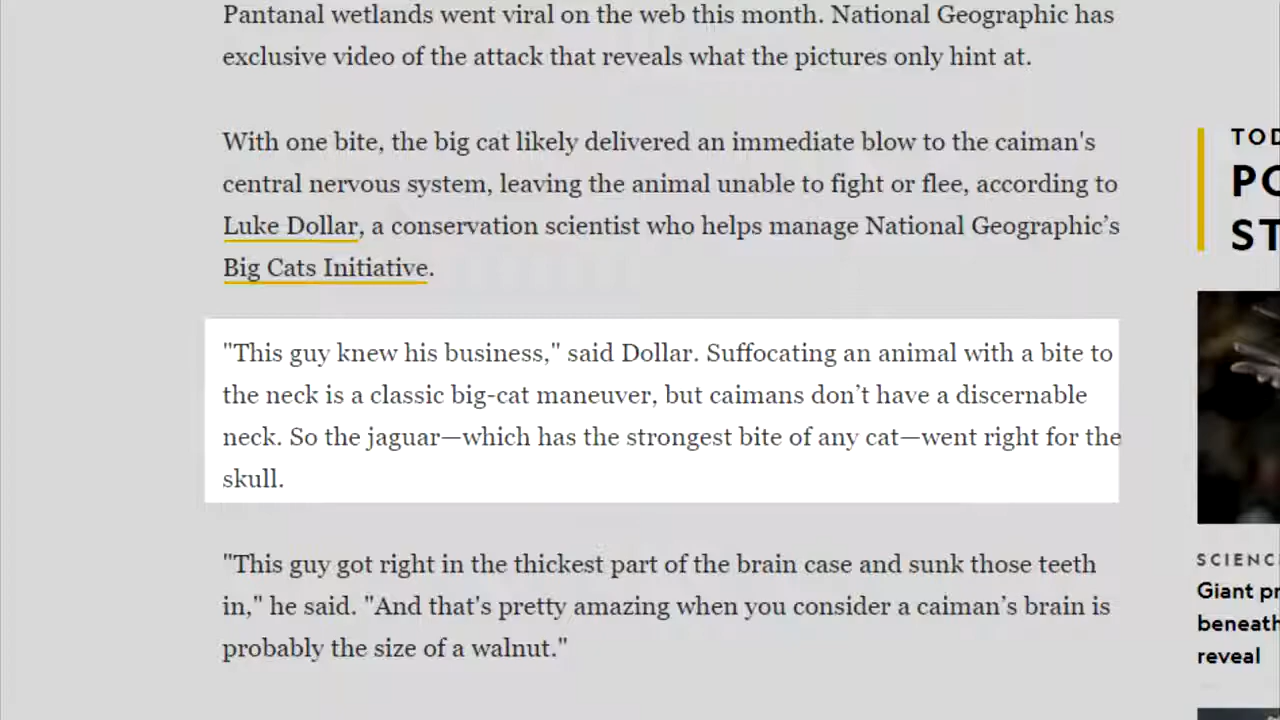 Pantanal wetlands went viral on the web this month. National Geographic has
exclusive video of the attack that reveals what the pictures only hint at.
With one bite, the big cat likely delivered an immediate blow to the caiman's
central nervous system, leaving the animal unable to fight or flee, according to
Luke Dollar, a conservation scientist who helps manage National Geographic’s
Big Cats Initiative.
"This guy knew his business," said Dollar. Suffocating an animal with a bite to
the neck is a classic big-cat maneuver, but caimans don’t have a discernable
neck. So the jaguar—which has the strongest bite of any cat—went right for the
skull.
"This guy got right in the thickest part of the brain case and sunk those teeth
in," he said. "And that's pretty amazing when you consider a caiman’s brain is
probably the size of a walnut."
TOD
PO
ST
SCIENC
Giant pr
beneath
reveal